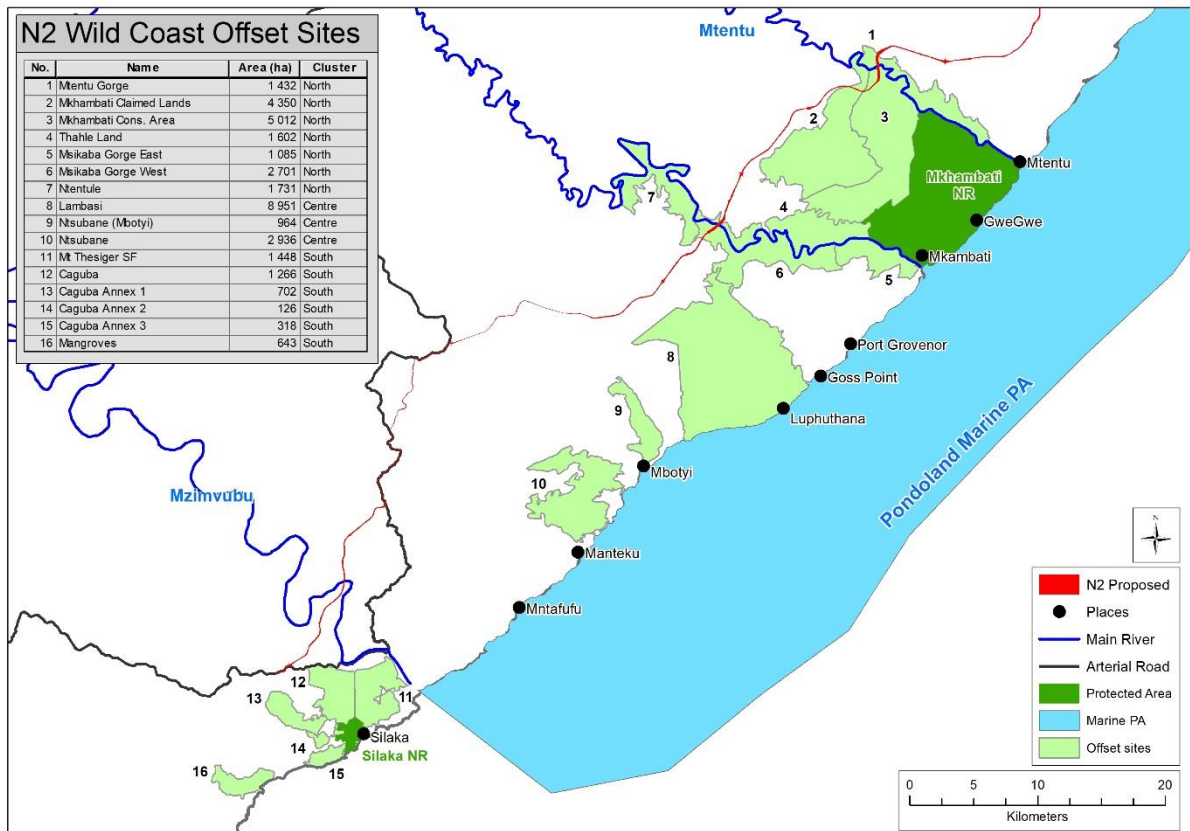 N2 Wild Coast Offset Sites
No. Name Area (ha) Cluster
1 Mtentu Gorge 1 432 North
2 Mkhambati Claimed Lands 4 350 North
3 Mkhambati Cons. Area 5 012 North
4 Thahle Land 1 602 North
5 Msikaba Gorge East 1 085 North
6 Msikaba Gorge West 2 701 North
7 Ntentule 1 731 North
8 Lambasi 8 951 Centre
9 Ntsubane (Mbotyi) 964 Centre
10 Ntsubane 2 936 Centre
11 Mt Thesiger SF 1 448 South
12 Caguba 1 266 South
13 Caguba Annex 1 702 South
14 Caguba Annex 2 126 South
15 Caguba Annex 3 318 South
16 Mangroves 643 South
Mtentu
1
2
3
Mtentu
Mkhambati
NR
7
4
GweGwe
Mkambati
6
5
Port Grovenor
8
Goss Point
9
Luphuthana
Mbotyi
10
Pondoland Marine PA
Mzimvubu
Manteku
Mntafufu
12
13
11
Silaka
14
Silaka NR
15
16
N
N2 Proposed
Places
Main River
Arterial Road
Protected Area
Marine PA
Offset sites
0 5 10 20
Kilometers